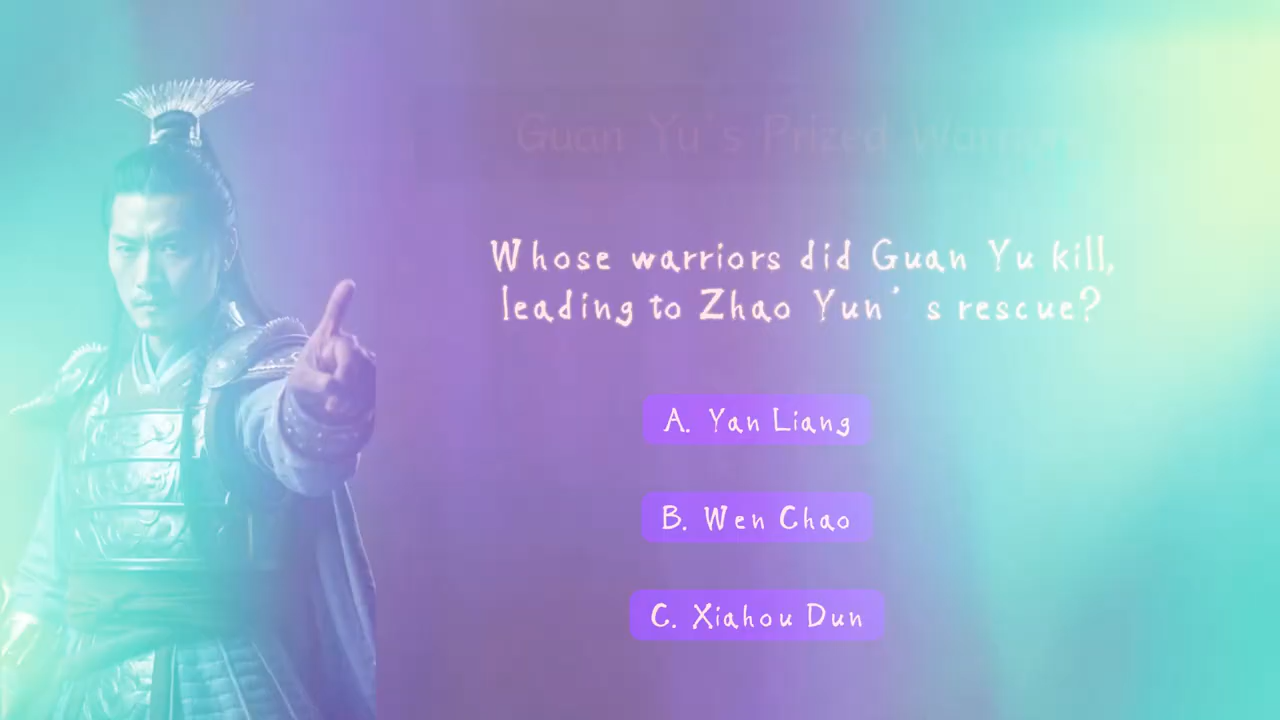 Guan Yu's Prized Warriors
Whose warriors did Guan Yu kill,
leading to Zhao Yun's rescue?
A. Yan Liang
B. Wen Chao
C. Xiahou Dun